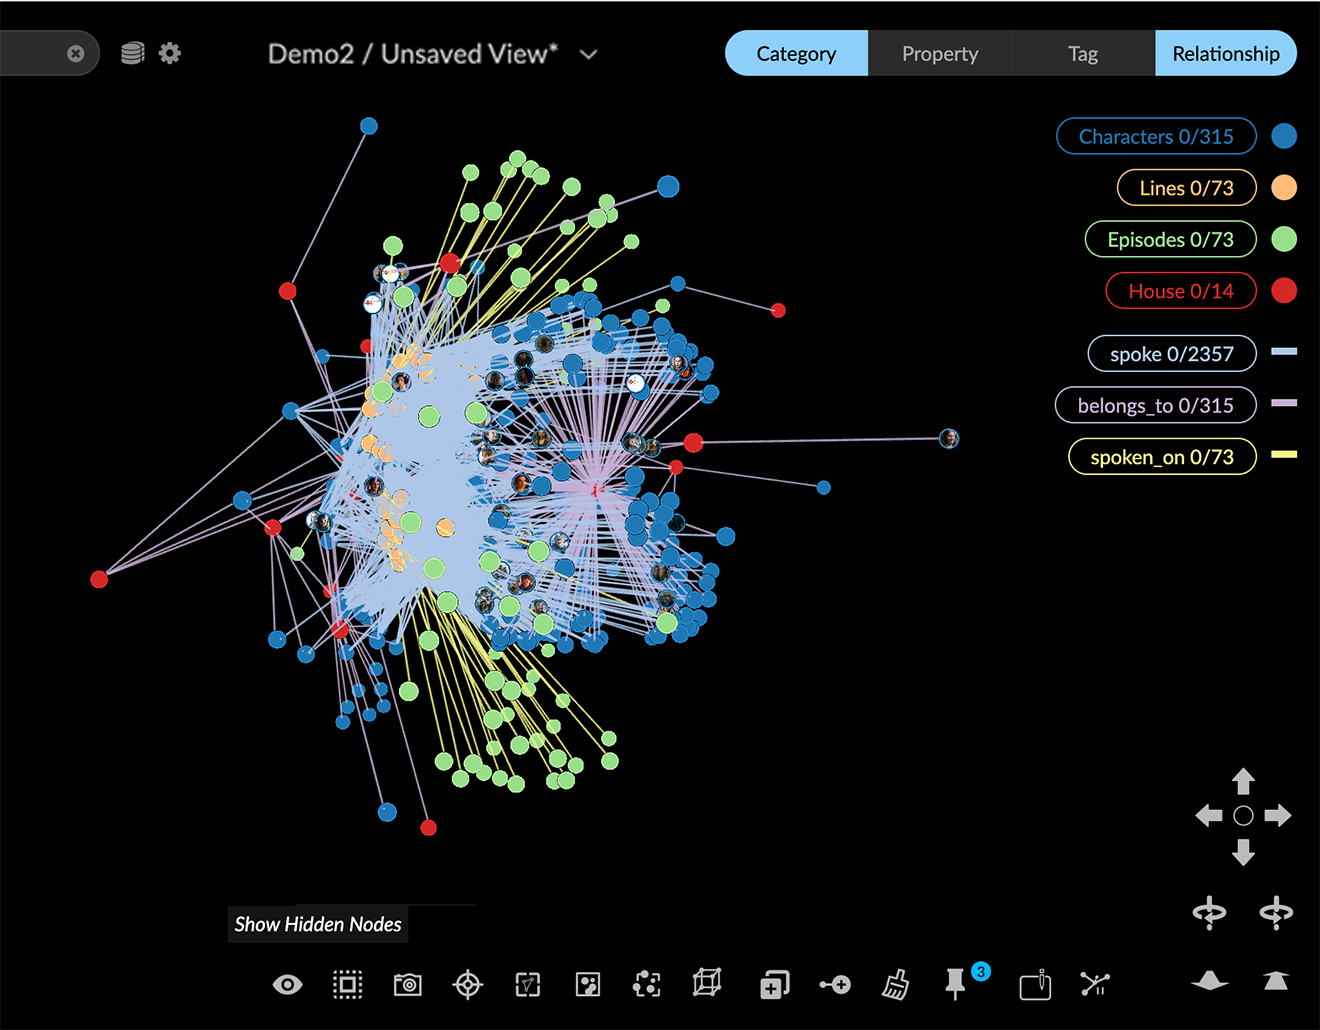 Demo2 / Unsaved View*
Category
Property
Tag
Relationship
Characters 0/315
Lines 0/73
Episodes 0/73
House 0/14
spoke 0/2357
belongs_to 0/315
spoken_on 0/73
Show Hidden Nodes
3